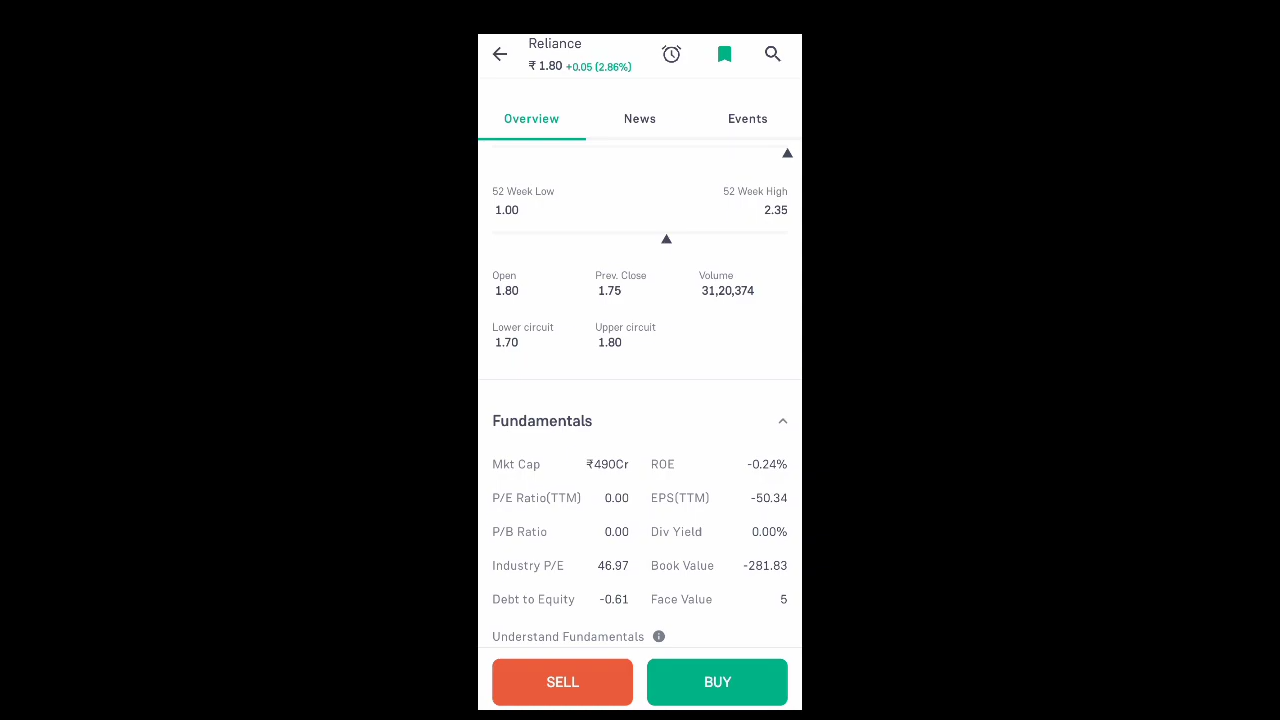 Reliance
₹ 1.80 +0.05 (2.86%)
Overview News Events
52 Week Low 52 Week High
1.00 2.35
Open Prev. Close Volume
1.80 1.75 31,20,374
Lower circuit Upper circuit
1.70 1.80
Fundamentals
Mkt Cap ₹490Cr ROE -0.24%
P/E Ratio(TTM) 0.00 EPS(TTM) -50.34
P/B Ratio 0.00 Div Yield 0.00%
Industry P/E 46.97 Book Value -281.83
Debt to Equity -0.61 Face Value 5
Understand Fundamentals
SELL BUY